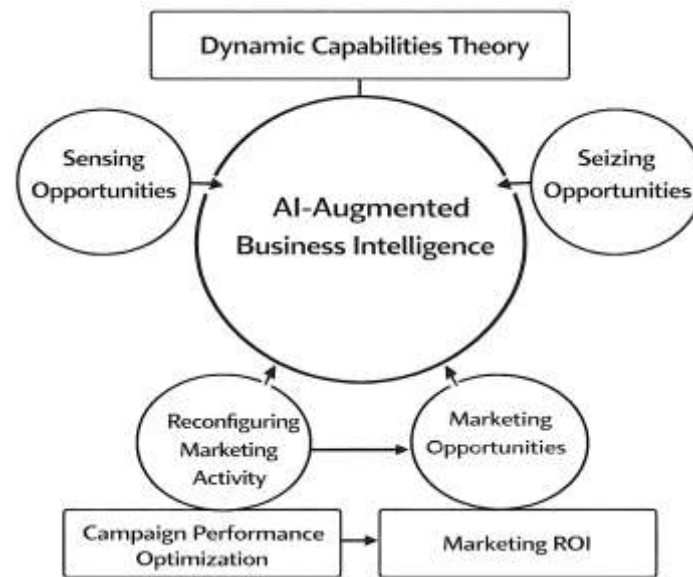 Dynamic Capabilities Theory
Sensing
Opportunities
Seizing
Opportunities
AI-Augmented
Business Intelligence
Reconfiguring
Marketing
Activity
Marketing
Opportunities
Campaign Performance
Optimization
Marketing ROI